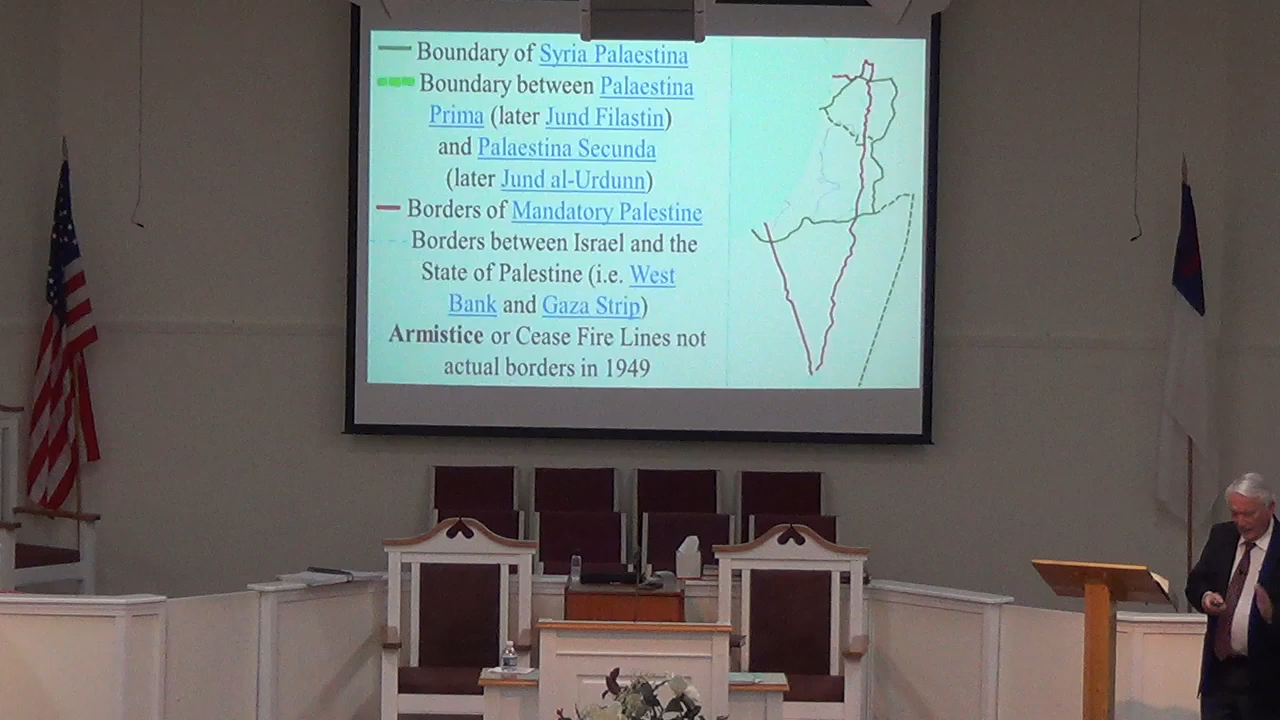 Boundary of Syria Palaestina
Boundary between Palaestina
Prima (later Jund Filastin)
and Palaestina Secunda
(later Jund al-Urdunn)
Borders of Mandatory Palestine
Borders between Israel and the
State of Palestine (i.e. West
Bank and Gaza Strip)
Armistice or Cease Fire Lines not
actual borders in 1949